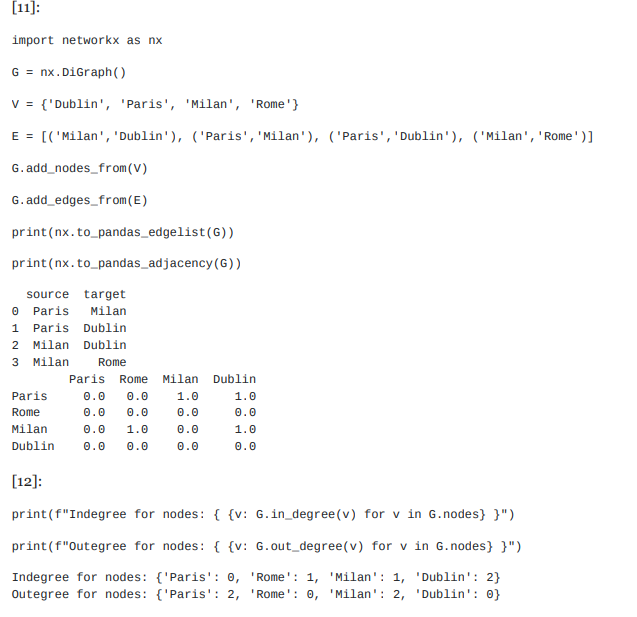 [11]:
import networkx as nx
G = nx.DiGraph()
V = {'Dublin', 'Paris', 'Milan', 'Rome'}
E = [('Milan','Dublin'), ('Paris','Milan'), ('Paris','Dublin'), ('Milan','Rome')]
G.add_nodes_from(V)
G.add_edges_from(E)
print(nx.to_pandas_edgelist(G))
print(nx.to_pandas_adjacency(G))
  source  target
0  Paris   Milan
1  Paris  Dublin
2  Milan  Dublin
3  Milan    Rome
        Paris  Rome  Milan  Dublin
Paris     0.0   0.0    1.0     1.0
Rome      0.0   0.0    0.0     0.0
Milan     0.0   1.0    0.0     1.0
Dublin    0.0   0.0    0.0     0.0
[12]:
print(f"Indegree for nodes: { {v: G.in_degree(v) for v in G.nodes} }")
print(f"Outegree for nodes: { {v: G.out_degree(v) for v in G.nodes} }")
Indegree for nodes: {'Paris': 0, 'Rome': 1, 'Milan': 1, 'Dublin': 2}
Outegree for nodes: {'Paris': 2, 'Rome': 0, 'Milan': 2, 'Dublin': 0}